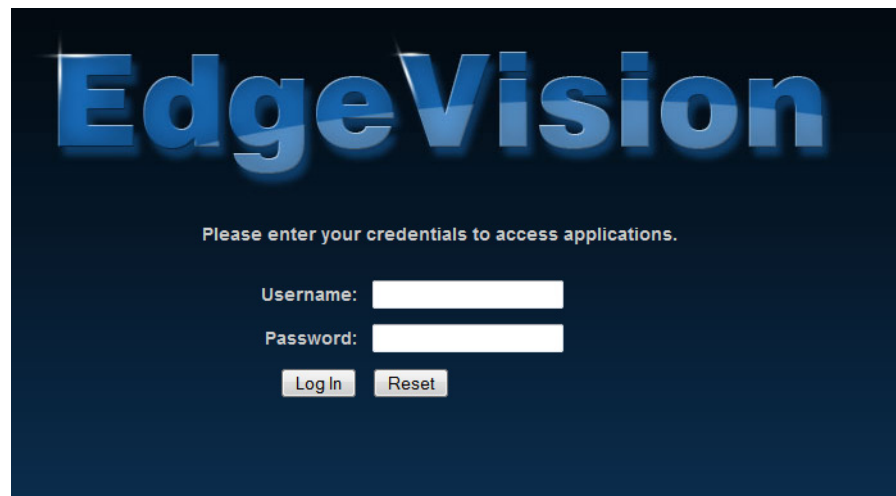 EdgeVision
Please enter your credentials to access applications.
Username:
Password:
Log In Reset